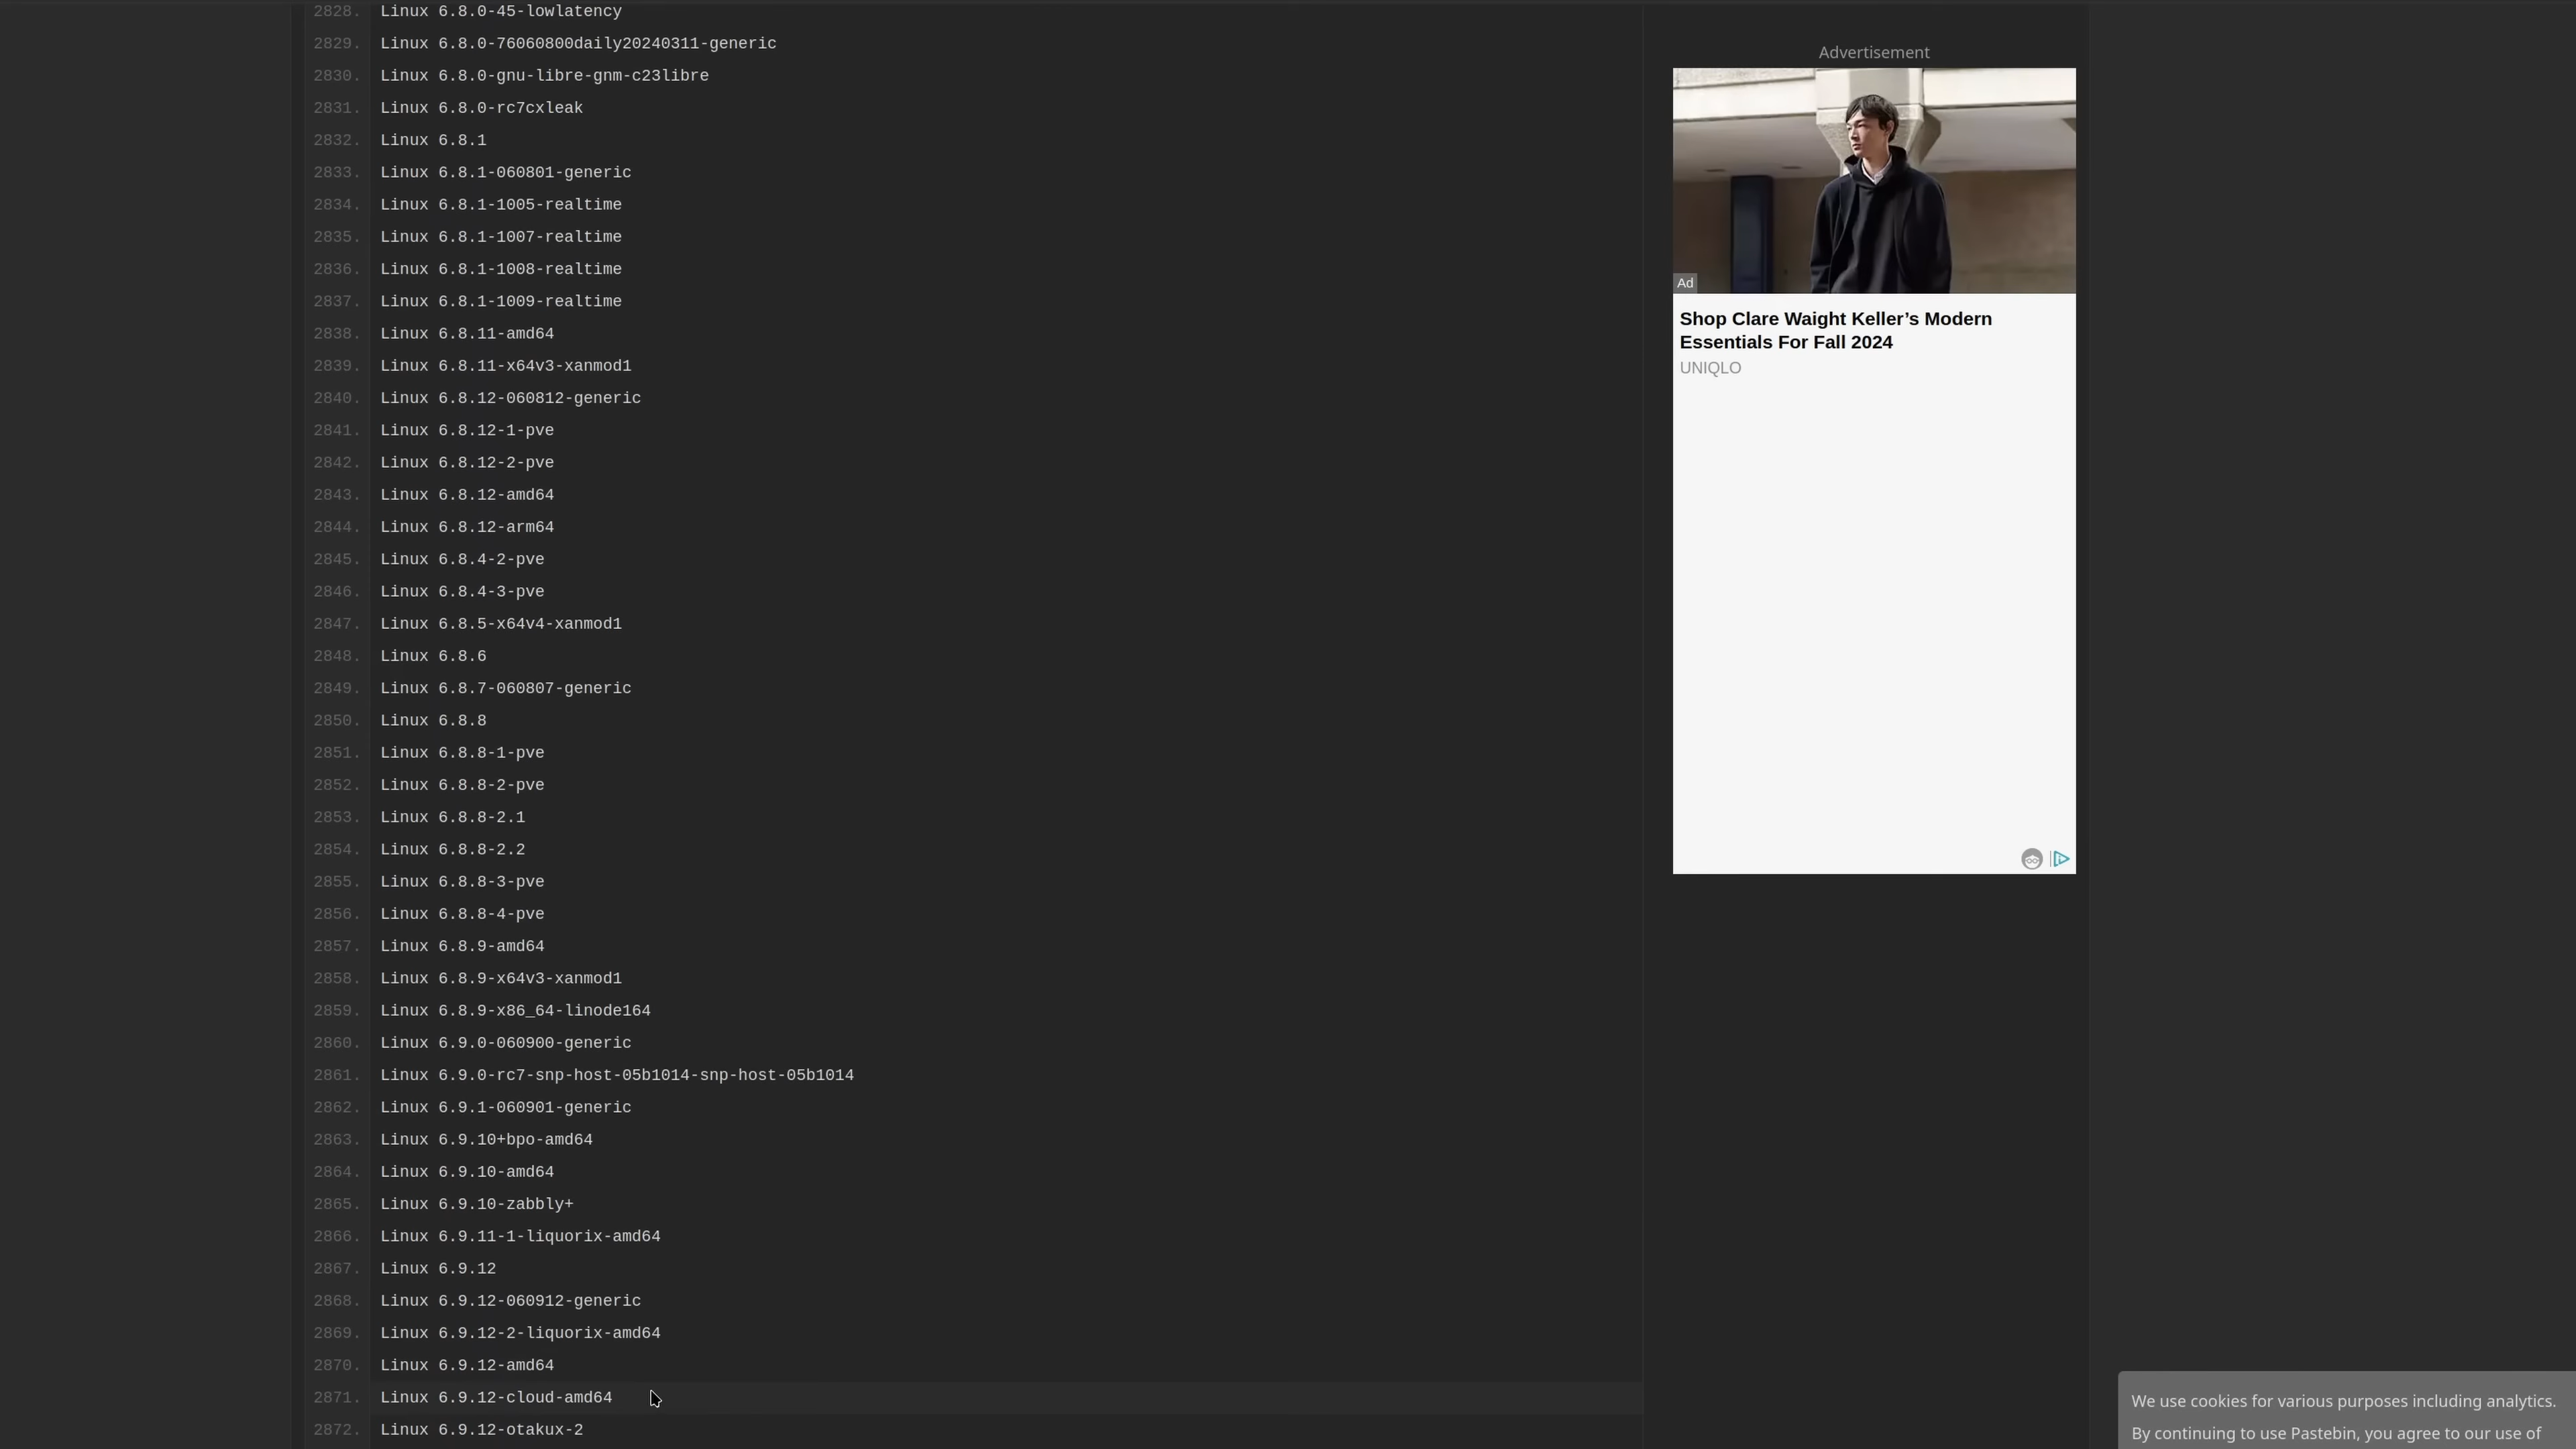 2828. Linux 6.8.0-45-lowlatency
2829. Linux 6.8.0-76060800daily20240311-generic
2830. Linux 6.8.0-gnu-libre-gnm-c23libre
2831. Linux 6.8.0-rc7cxleak
2832. Linux 6.8.1
2833. Linux 6.8.1-060801-generic
2834. Linux 6.8.1-1005-realtime
2835. Linux 6.8.1-1007-realtime
2836. Linux 6.8.1-1008-realtime
2837. Linux 6.8.1-1009-realtime
2838. Linux 6.8.11-amd64
2839. Linux 6.8.11-x64v3-xanmod1
2840. Linux 6.8.12-060812-generic
2841. Linux 6.8.12-1-pve
2842. Linux 6.8.12-2-pve
2843. Linux 6.8.12-amd64
2844. Linux 6.8.12-arm64
2845. Linux 6.8.4-2-pve
2846. Linux 6.8.4-3-pve
2847. Linux 6.8.5-x64v4-xanmod1
2848. Linux 6.8.6
2849. Linux 6.8.7-060807-generic
2850. Linux 6.8.8
2851. Linux 6.8.8-1-pve
2852. Linux 6.8.8-2-pve
2853. Linux 6.8.8-2.1
2854. Linux 6.8.8-2.2
2855. Linux 6.8.8-3-pve
2856. Linux 6.8.8-4-pve
2857. Linux 6.8.9-amd64
2858. Linux 6.8.9-x64v3-xanmod1
2859. Linux 6.8.9-x86_64-linode164
2860. Linux 6.9.0-060900-generic
2861. Linux 6.9.0-rc7-snp-host-05b1014-snp-host-05b1014
2862. Linux 6.9.1-060901-generic
2863. Linux 6.9.10+bpo-amd64
2864. Linux 6.9.10-amd64
2865. Linux 6.9.10-zabbly+
2866. Linux 6.9.11-1-liquorix-amd64
2867. Linux 6.9.12
2868. Linux 6.9.12-060912-generic
2869. Linux 6.9.12-2-liquorix-amd64
2870. Linux 6.9.12-amd64
2871. Linux 6.9.12-cloud-amd64
2872. Linux 6.9.12-otakux-2
Advertisement
Ad
Shop Clare Waight Keller’s Modern
Essentials For Fall 2024
UNIQLO
We use cookies for various purposes including analytics.
By continuing to use Pastebin, you agree to our use of